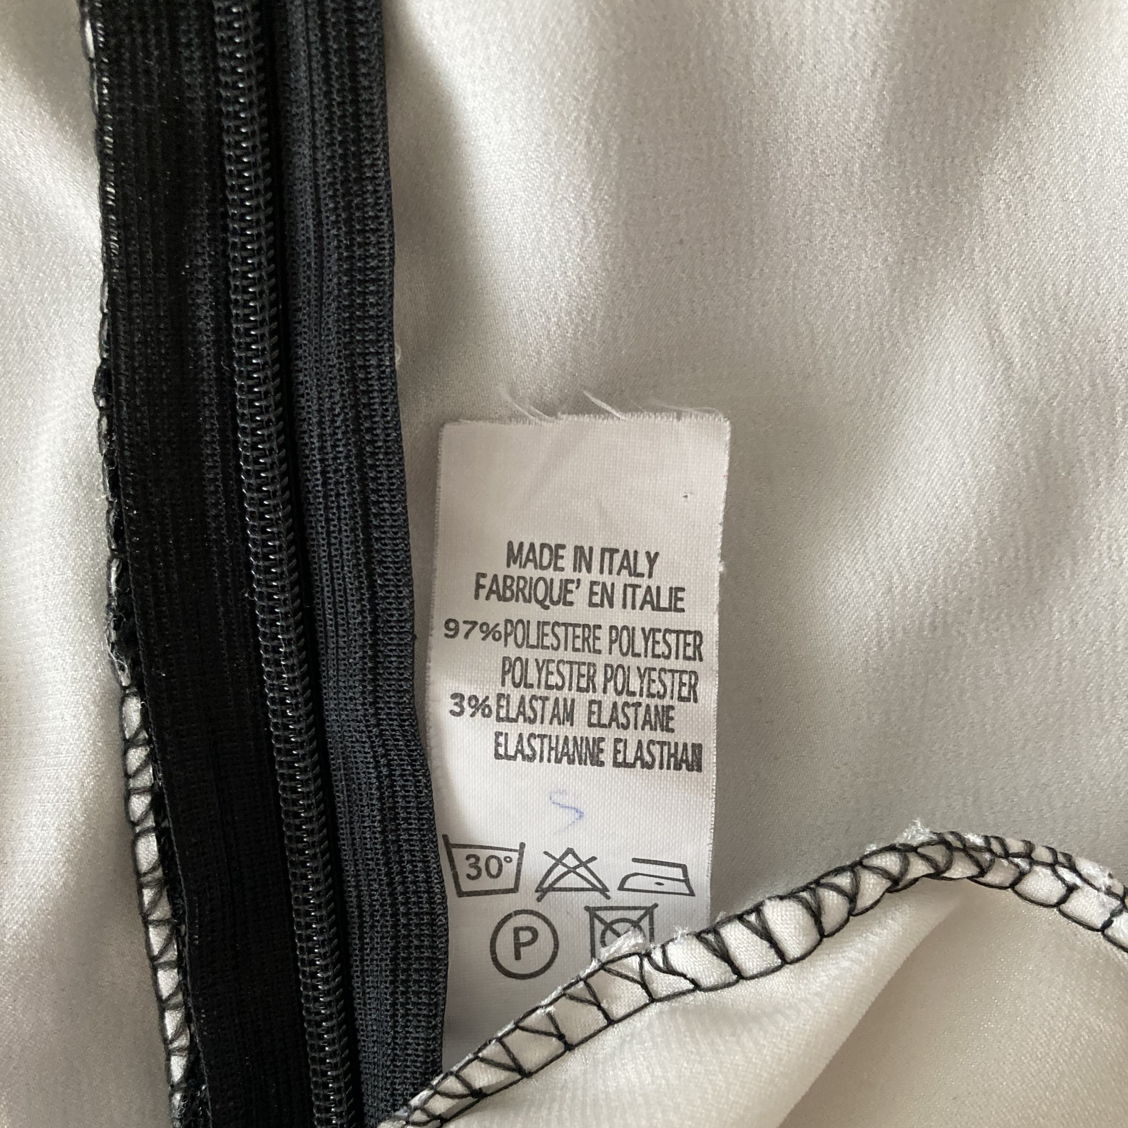 MADE IN ITALY
FABRIQUE' EN ITALIE
97% POLIESTERE POLYESTER
POLYESTER POLYESTER
3% ELASTAM ELASTANE
ELASTHANNE ELASTHAN
S
30°
P